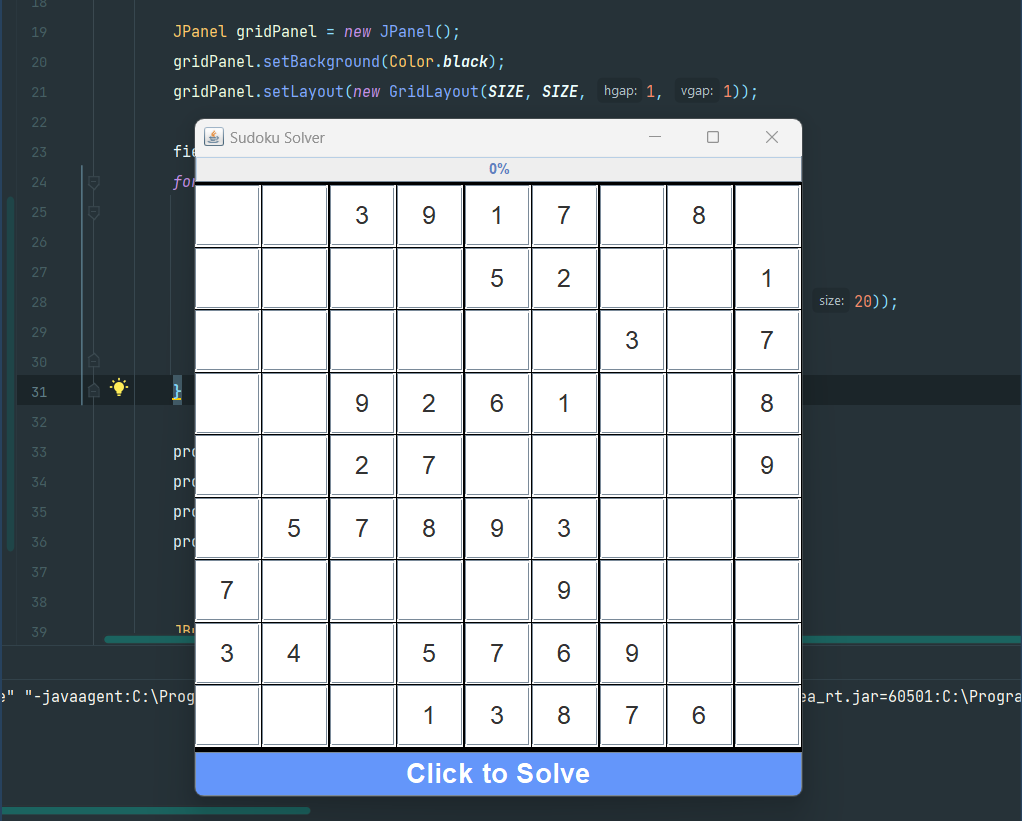 18
19 JPanel gridPanel = new JPanel();
20 gridPanel.setBackground(Color.black);
21 gridPanel.setLayout(new GridLayout(SIZE, SIZE, hgap: 1, vgap: 1));
22
Sudoku Solver
23 fie
0%
24 for
3 9 1 7 8
25
26
27
5 2 1
28 size: 20));
29
3 7
30
31 }
9 2 6 1 8
32
33 pro
2 7 9
34 pro
35 pro
5 7 8 9 3
36 pro
37
7 9
38
39 JBu
3 4 5 7 6 9
e" "-javaagent:C:\Prog ea_rt.jar=60501:C:\Progra
1 3 8 7 6
Click to Solve